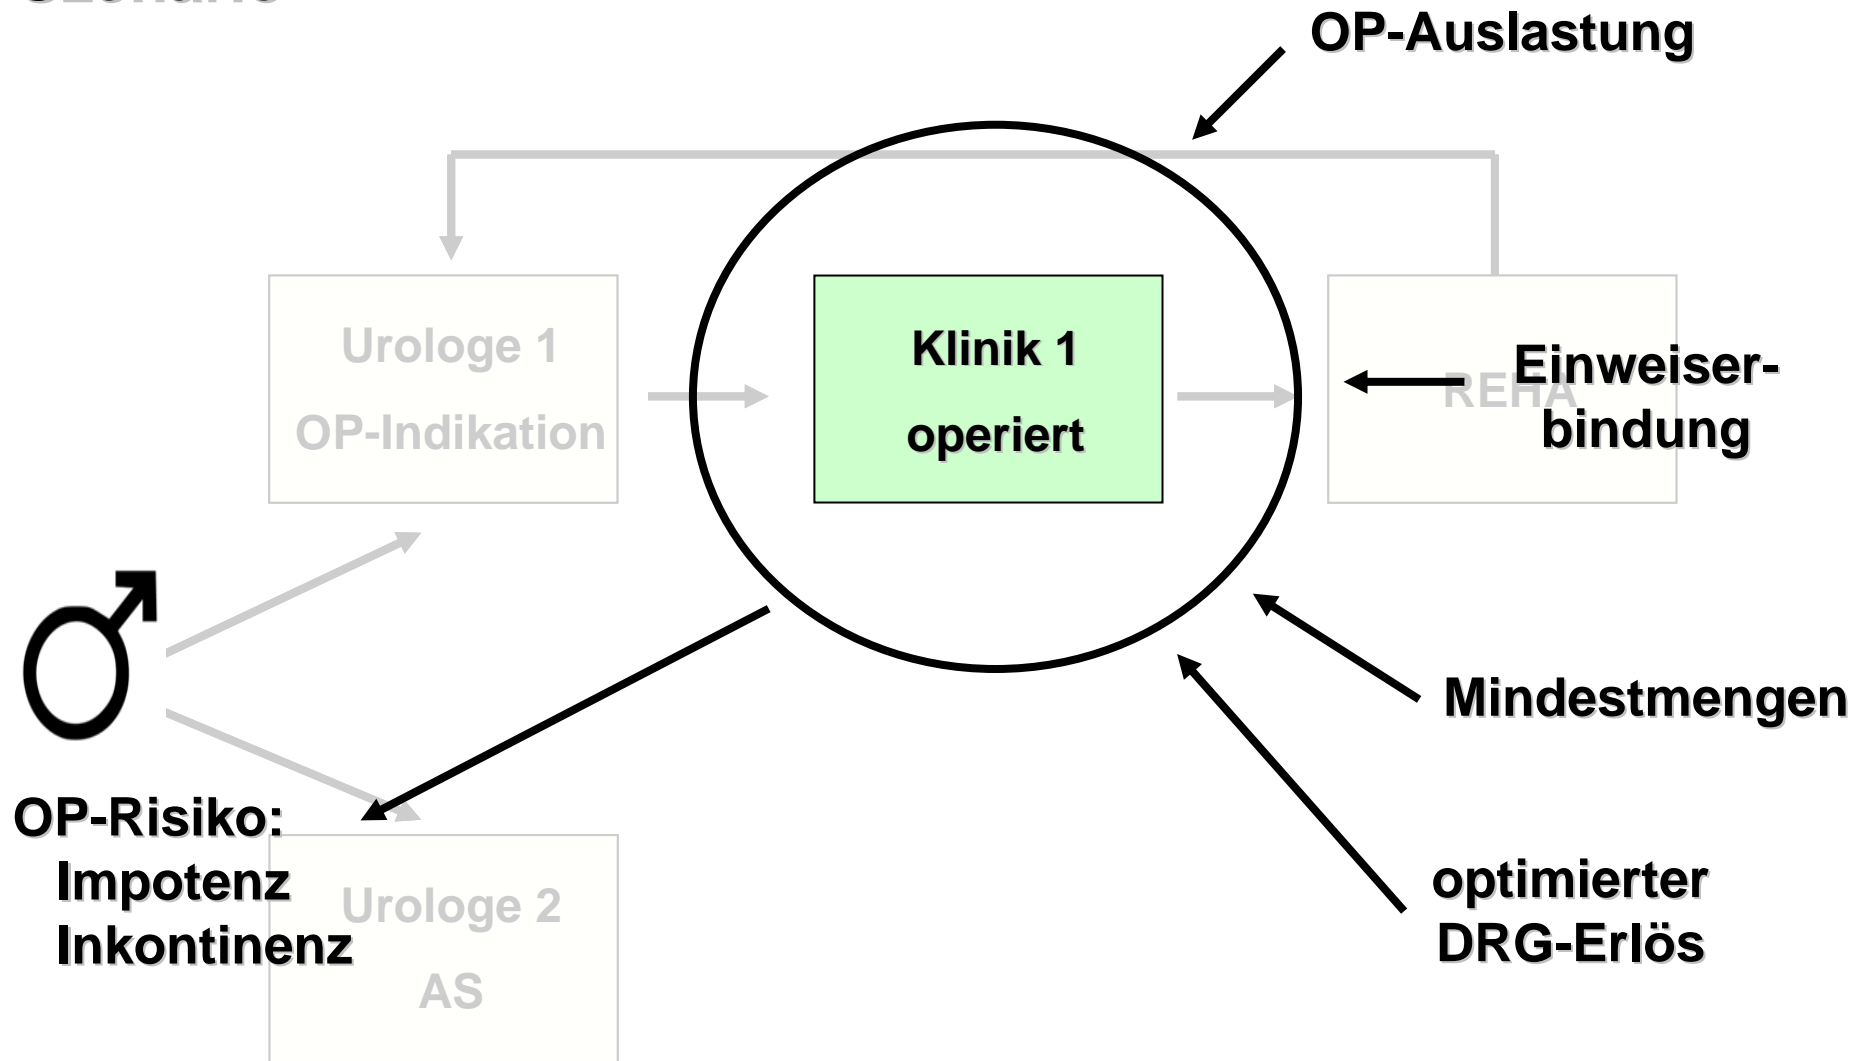 OP-Auslastung
Urologe 1
OP-Indikation
Klinik 1
operiert
REHA
Einweiser-
bindung
Mindestmengen
OP-Risiko:
Impotenz
Inkontinenz
Urologe 2
AS
optimierter
DRG-Erlös